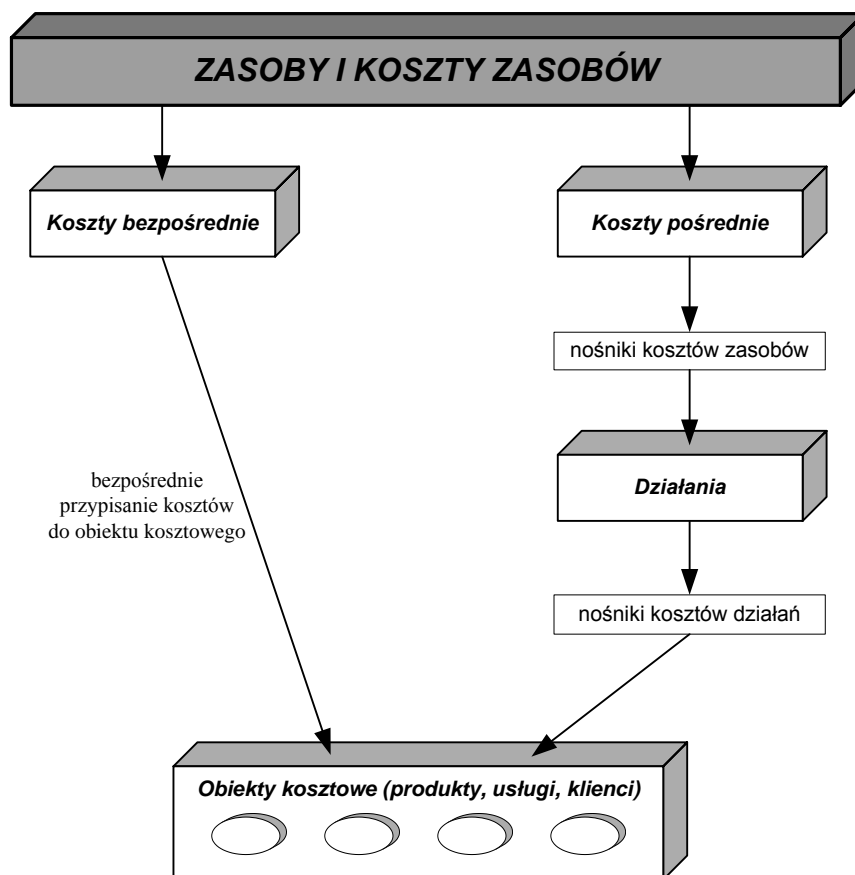 ZASOBY I KOSZTY ZASOBÓW
Koszty bezpośrednie
Koszty pośrednie
nośniki kosztów zasobów
Działania
bezpośrednie
przypisanie kosztów
do obiektu kosztowego
nośniki kosztów działań
Obiekty kosztowe (produkty, usługi, klienci)